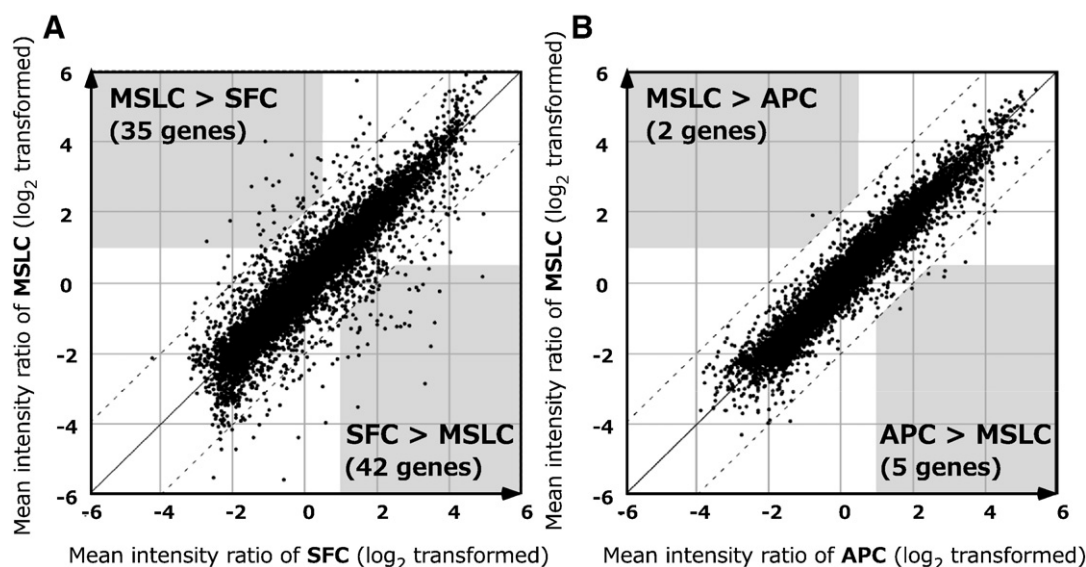 A
Mean intensity ratio of MSLC (log2 transformed)
6
4
2
0
-2
-4
-6
MSLC > SFC
(35 genes)
SFC > MSLC
(42 genes)
-6
-4
-2
0
2
4
6
Mean intensity ratio of SFC (log2 transformed)
B
Mean intensity ratio of MSLC (log2 transformed)
6
4
2
0
-2
-4
-6
MSLC > APC
(2 genes)
APC > MSLC
(5 genes)
-6
-4
-2
0
2
4
6
Mean intensity ratio of APC (log2 transformed)